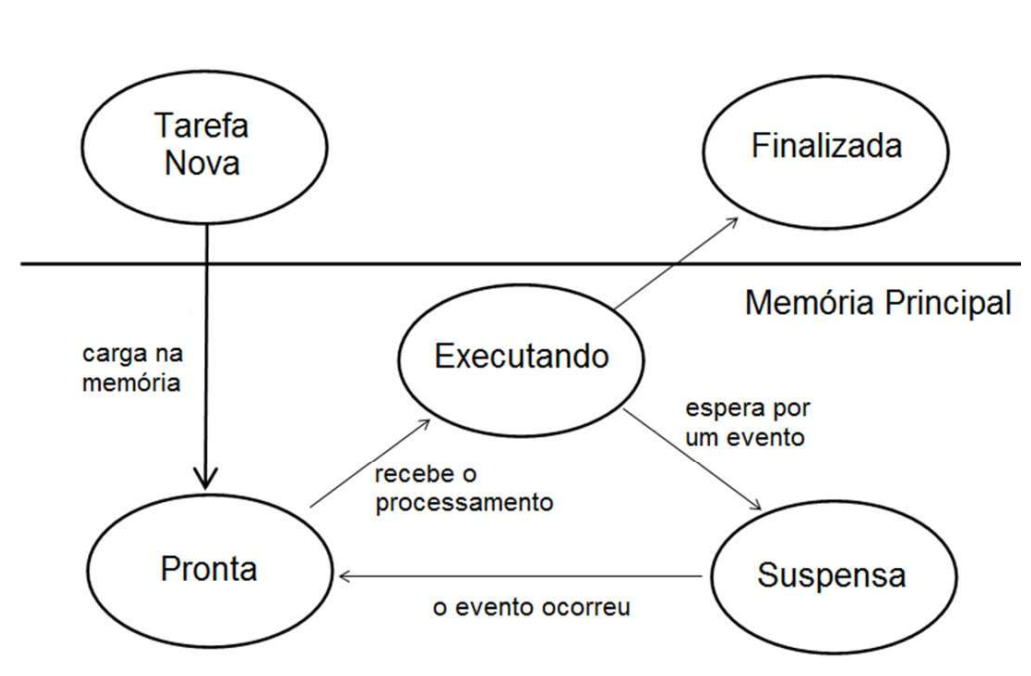 Tarefa
Nova
Finalizada
Memória Principal
Executando
carga na
memória
espera por
um evento
recebe o
processamento
Pronta
Suspensa
o evento ocorreu